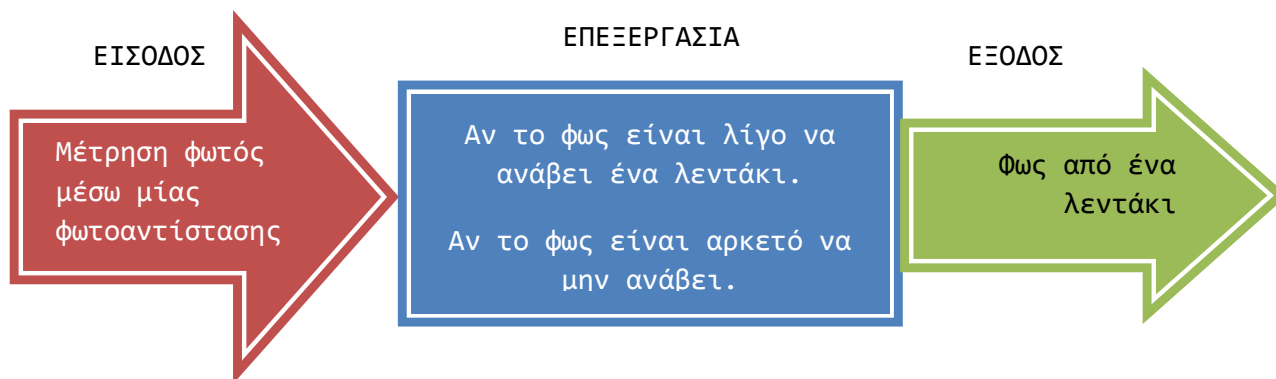 ΕΙΣΟΔΟΣ
Μέτρηση φωτός
μέσω μίας
φωτοαντίστασης
ΕΠΕΞΕΡΓΑΣΙΑ
Αν το φως είναι λίγο να
ανάβει ένα λεντάκι.
Αν το φως είναι αρκετό να
μην ανάβει.
ΕΞΟΔΟΣ
Φως από ένα
λεντάκι